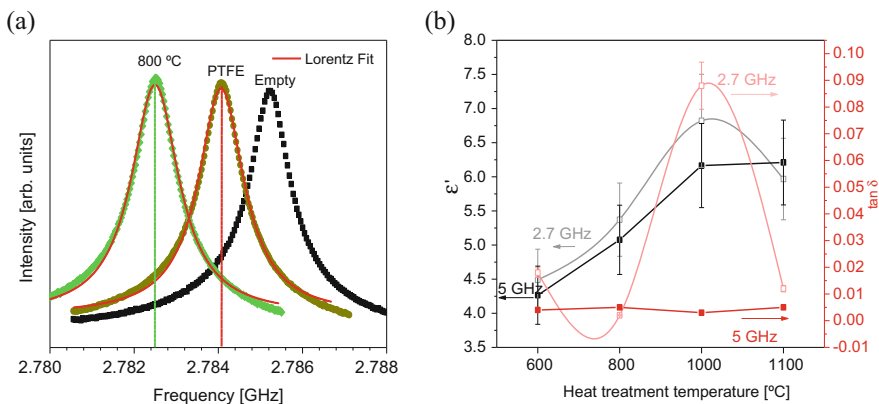 (a)
800 ºC
PTFE
Empty
Lorentz Fit
Intensity [arb. units]
2.780 2.782 2.784 2.786 2.788
Frequency [GHz]
(b)
8.0
7.5
7.0
6.5
6.0
5.5
5.0
4.5
4.0
3.5
ε'
0.10
0.09
0.08
0.07
0.06
0.05
0.04
0.03
0.02
0.01
0.00
-0.01
tan δ
2.7 GHz
2.7 GHz
5 GHz
5 GHz
600 800 1000 1100
Heat treatment temperature [ºC]